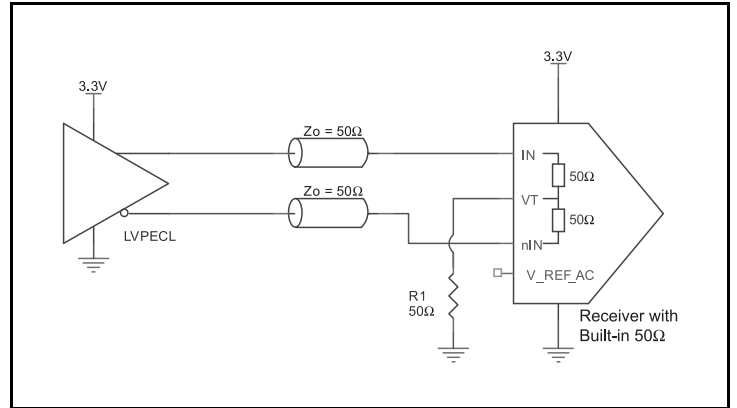 3.3V
3.3V
Zo = 50Ω
IN
50Ω
Zo = 50Ω
VT
50Ω
LVPECL
nIN
V_REF_AC
R1
50Ω
Receiver with
Built-in 50Ω